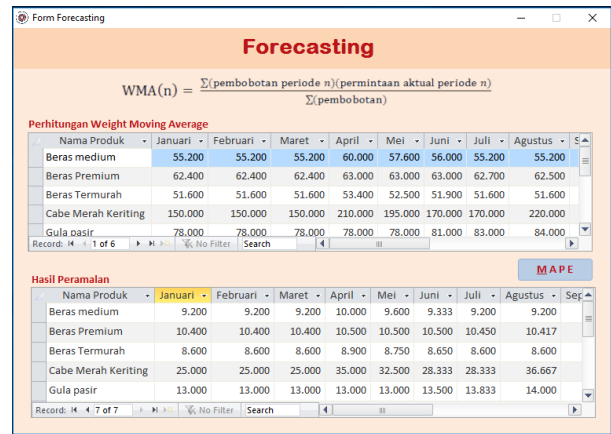 Form Forecasting
Forecasting
WMA(n) = ∑(pembobotan periode n)(permintaan aktual periode n) / ∑(pembobotan)
Perhitungan Weight Moving Average
Nama Produk Januari Februari Maret April Mei Juni Juli Agustus S
Beras medium 55.200 55.200 55.200 60.000 57.600 56.000 55.200 55.200
Beras Premium 62.400 62.400 62.400 63.000 63.000 63.000 62.700 62.500
Beras Termurah 51.600 51.600 51.600 53.400 52.500 51.900 51.600 51.600
Cabe Merah Keriting 150.000 150.000 150.000 210.000 195.000 170.000 170.000 220.000
Gula pasir 78.000 78.000 78.000 78.000 78.000 81.000 83.000 84.000
Record: 1 of 6 No Filter Search
MAPE
Hasil Peramalan
Nama Produk Januari Februari Maret April Mei Juni Juli Agustus Sep
Beras medium 9.200 9.200 9.200 10.000 9.600 9.333 9.200 9.200
Beras Premium 10.400 10.400 10.400 10.500 10.500 10.500 10.450 10.417
Beras Termurah 8.600 8.600 8.600 8.900 8.750 8.650 8.600 8.600
Cabe Merah Keriting 25.000 25.000 25.000 35.000 32.500 28.333 28.333 36.667
Gula pasir 13.000 13.000 13.000 13.000 13.000 13.500 13.833 14.000
Record: 7 of 7 No Filter Search